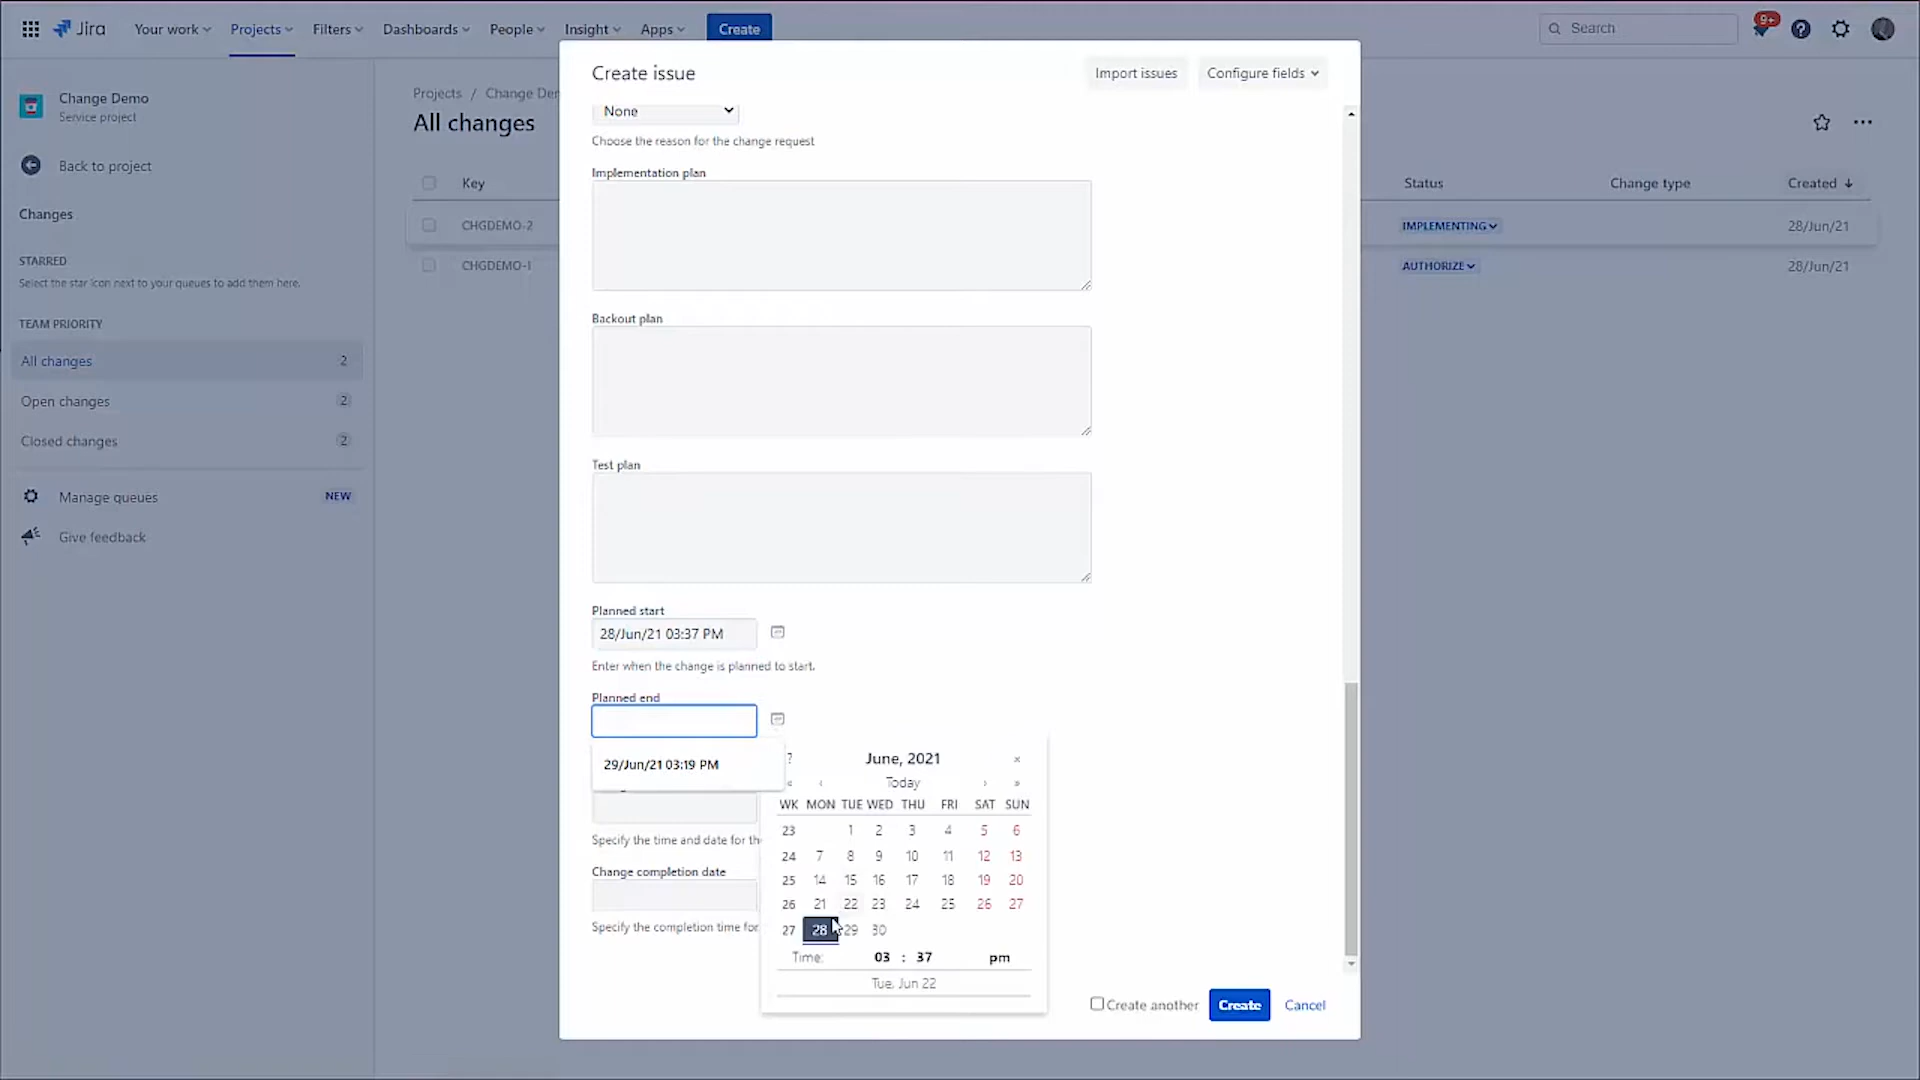 Jira
Your work
Projects
Filters
Dashboards
People
Insight
Apps
Create
Search
9+
Change Demo
Service project
Back to project
Changes
STARRED
Select the star icon next to your queues to add them here.
TEAM PRIORITY
All changes 2
Open changes 2
Closed changes 2
Manage queues NEW
Give feedback
Projects / Change Der
All changes
Key
Status
Change type
Created
CHGDEMO-2
IMPLEMENTING
28/Jun/21
CHGDEMO-1
AUTHORIZE
28/Jun/21
Create issue
Import issues
Configure fields
None
Choose the reason for the change request
Implementation plan
Backout plan
Test plan
Planned start
28/Jun/21 03:37 PM
Enter when the change is planned to start.
Planned end
29/Jun/21 03:19 PM
Specify the time and date for th
Change completion date
Specify the completion time for
? June, 2021 ×
« ‹ Today › »
WK MON TUE WED THU FRI SAT SUN
23 1 2 3 4 5 6
24 7 8 9 10 11 12 13
25 14 15 16 17 18 19 20
26 21 22 23 24 25 26 27
27 28 29 30
Time: 03 : 37 pm
Tue, Jun 22
Create another
Create
Cancel